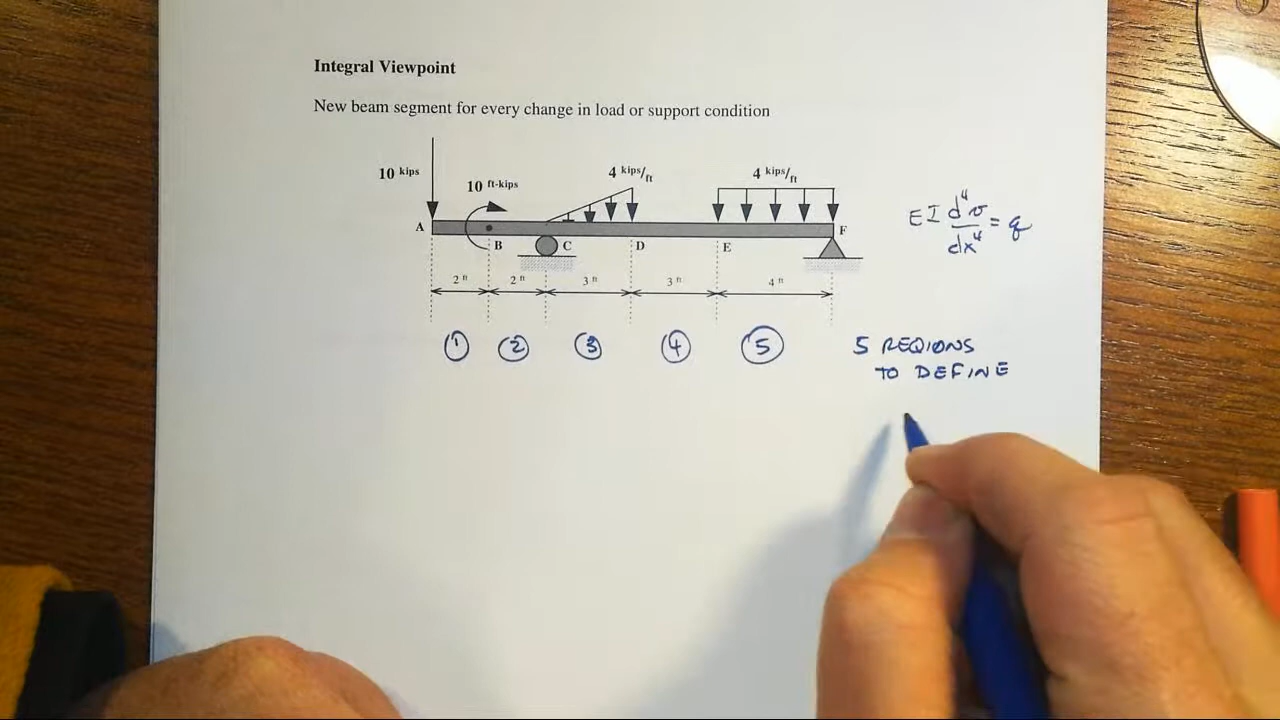 Integral Viewpoint
New beam segment for every change in load or support condition
10 kips
10 ft-kips
4 kips/ft
4 kips/ft
A
B
C
D
E
F
2 ft
2 ft
3 ft
3 ft
4 ft
EI d⁴v/dx⁴ = q
1 2 3 4 5
5 REGIONS
TO DEFINE